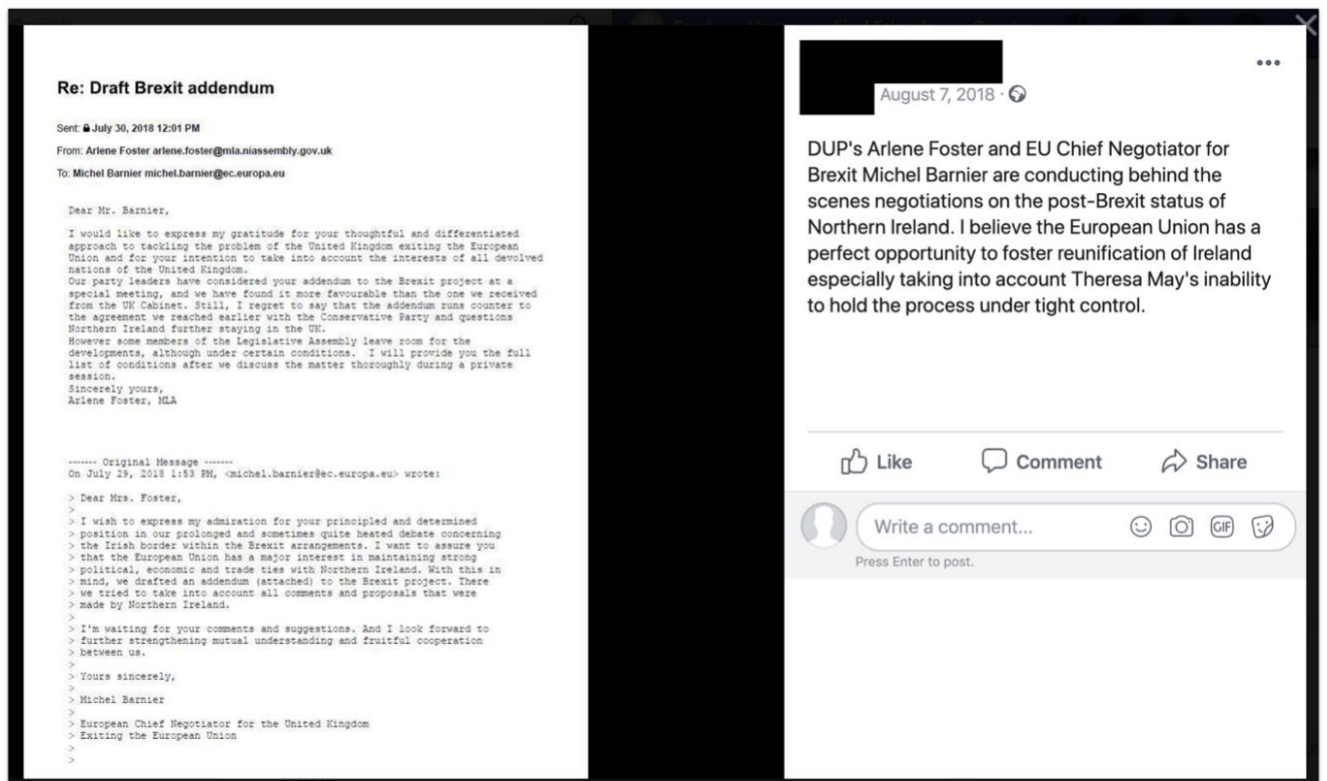 Re: Draft Brexit addendum
Sent: July 30, 2018 12:01 PM
From: Arlene Foster arlene.foster@mla.niassembly.gov.uk
To: Michel Barnier michel.barnier@ec.europa.eu
Dear Mr. Barnier,
I would like to express my gratitude for your thoughtful and differentiated
approach to tackling the problem of the United Kingdom exiting the European
Union and for your intention to take into account the interests of all devolved
nations of the United Kingdom.
Our party leaders have considered your addendum to the Brexit project at a
special meeting, and we have found it more favourable than the one we received
from the UK Cabinet. Still, I regret to say that the addendum runs counter to
the agreement we reached earlier with the Conservative Party and questions
Northern Ireland further staying in the UK.
However some members of the Legislative Assembly leave room for the
developments, although under certain conditions. I will provide you the full
list of conditions after we discuss the matter thoroughly during a private
session.
Sincerely yours,
Arlene Foster, MLA
------ Original Message ------
On July 29, 2018 1:53 PM, <michel.barnier@ec.europa.eu> wrote:
> Dear Mrs. Foster,
>
> I wish to express my admiration for your principled and determined
> position in our prolonged and sometimes quite heated debate concerning
> the Irish border within the Brexit arrangements. I want to assure you
> that the European Union has a major interest in maintaining strong
> political, economic and trade ties with Northern Ireland. With this in
> mind, we drafted an addendum (attached) to the Brexit project. There
> we tried to take into account all comments and proposals that were
> made by Northern Ireland.
>
> I'm waiting for your comments and suggestions. And I look forward to
> further strengthening mutual understanding and fruitful cooperation
> between us.
>
> Yours sincerely,
>
> Michel Barnier
>
> European Chief Negotiator for the United Kingdom
> Exiting the European Union
>
>
August 7, 2018 ·
DUP's Arlene Foster and EU Chief Negotiator for
Brexit Michel Barnier are conducting behind the
scenes negotiations on the post-Brexit status of
Northern Ireland. I believe the European Union has a
perfect opportunity to foster reunification of Ireland
especially taking into account Theresa May's inability
to hold the process under tight control.
Like Comment Share
Write a comment... GIF
Press Enter to post.